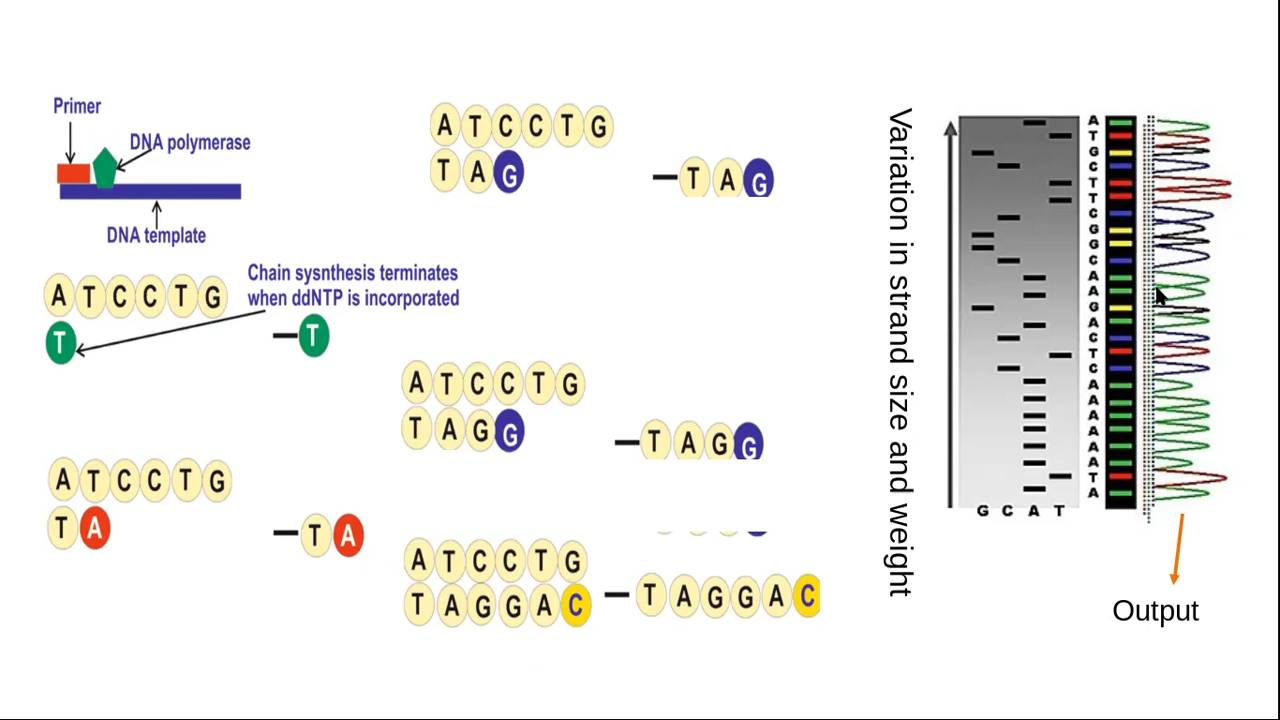 Primer
DNA polymerase
DNA template
A T C C T G
T
Chain sysnthesis terminates
when ddNTP is incorporated
T
A T C C T G
T A
T A
A T C C T G
T A G
T A G
A T C C T G
T A G G
T A G G
A T C C T G
T A G G A C
T A G G A C
Variation in strand size and weight
A
T
G
C
T
T
C
G
G
C
A
A
G
A
C
T
C
A
A
A
A
A
A
T
A
G C A T
Output